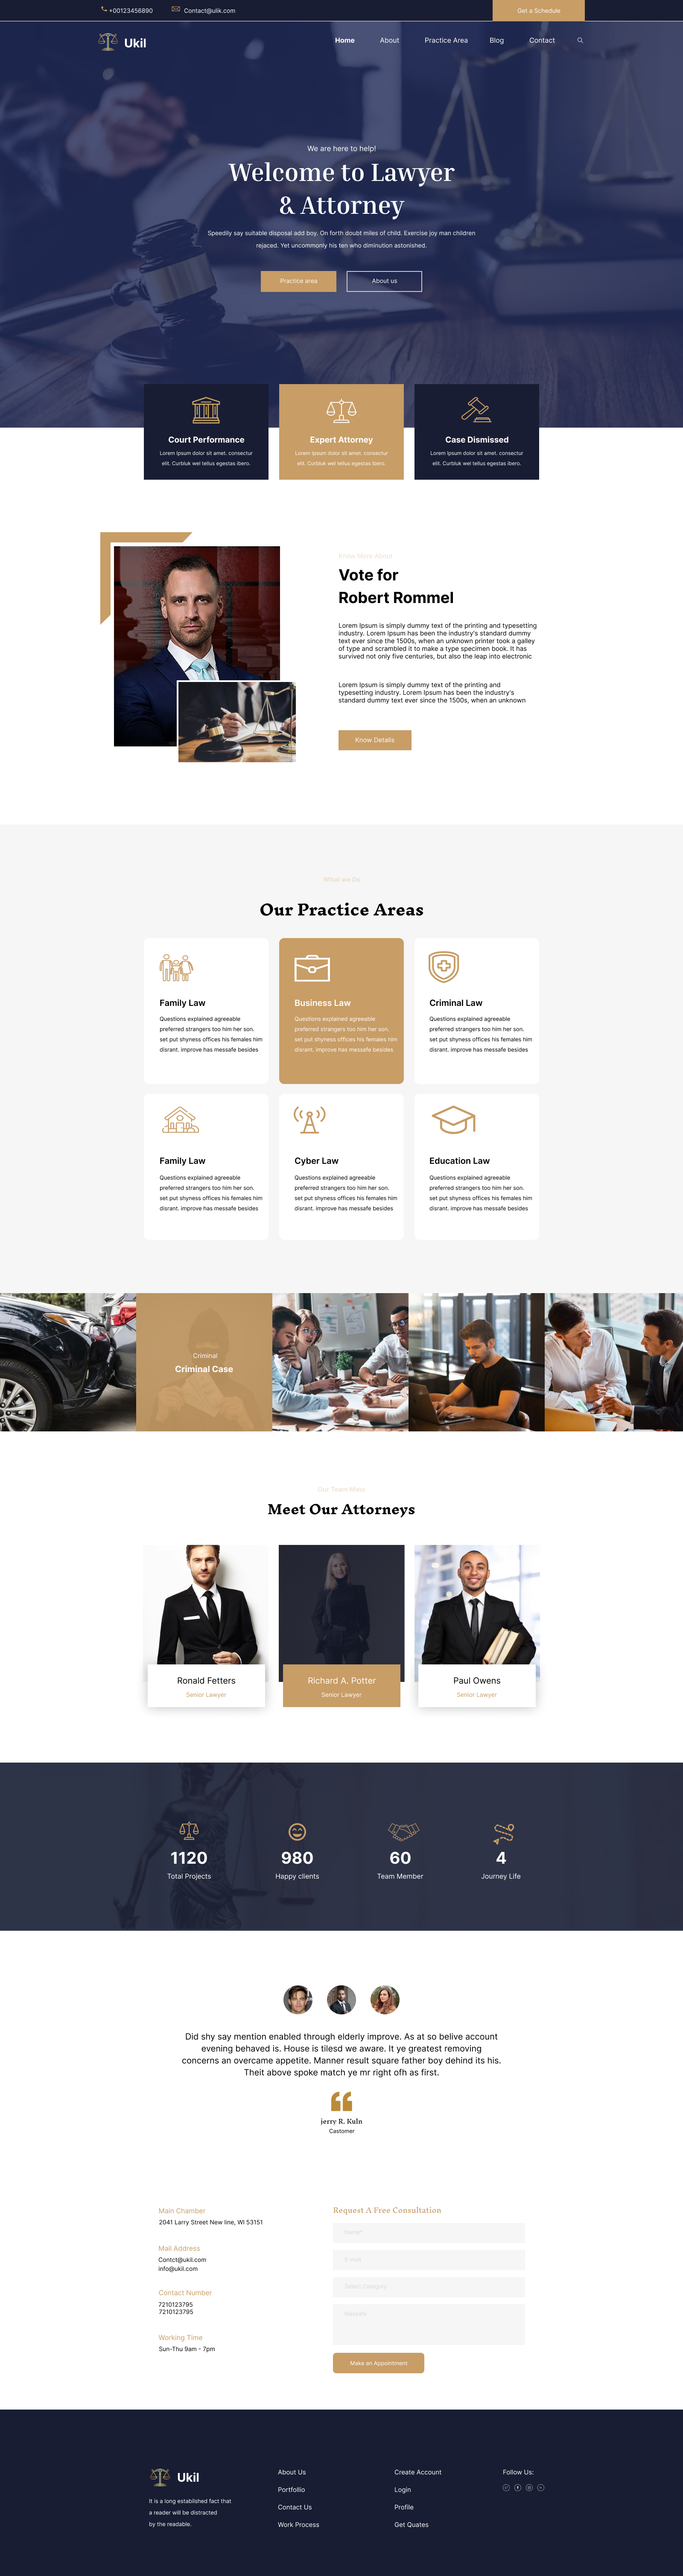 +00123456890
Contact@uilk.com
Get a Schedule
Ukil
Home
About
Practice Area
Blog
Contact
We are here to help!
Welcome to Lawyer
& Attorney
Speedily say suitable disposal add boy. On forth doubt miles of child. Exercise joy man children
rejaced. Yet uncommonly his ten who diminution astonished.
Practice area
About us
Court Performance
Lorem Ipsum dolor sit amet. consectur
elit. Curbluk wel tellus egestas ibero.
Expert Attorney
Lorem Ipsum dolor sit amet. consectur
elit. Curbluk wel tellus egestas ibero.
Case Dismissed
Lorem Ipsum dolor sit amet. consectur
elit. Curbluk wel tellus egestas ibero.
Know More About
Vote for
Robert Rommel
Lorem Ipsum is simply dummy text of the printing and typesetting
industry. Lorem Ipsum has been the industry's standard dummy
text ever since the 1500s, when an unknown printer took a galley
of type and scrambled it to make a type specimen book. It has
survived not only five centuries, but also the leap into electronic
Lorem Ipsum is simply dummy text of the printing and
typesetting industry. Lorem Ipsum has been the industry's
standard dummy text ever since the 1500s, when an unknown
Know Details
What we Do
Our Practice Areas
Family Law
Questions explained agreeable
preferred strangers too him her son.
set put shyness offices his females him
disrant. improve has messafe besides
Business Law
Questions explained agreeable
preferred strangers too him her son.
set put shyness offices his females him
disrant. improve has messafe besides
Criminal Law
Questions explained agreeable
preferred strangers too him her son.
set put shyness offices his females him
disrant. improve has messafe besides
Family Law
Questions explained agreeable
preferred strangers too him her son.
set put shyness offices his females him
disrant. improve has messafe besides
Cyber Law
Questions explained agreeable
preferred strangers too him her son.
set put shyness offices his females him
disrant. improve has messafe besides
Education Law
Questions explained agreeable
preferred strangers too him her son.
set put shyness offices his females him
disrant. improve has messafe besides
Criminal
Criminal Case
Our Team
Meet Our Attorneys
Ronald Fetters
Senior Lawyer
Richard A. Potter
Senior Lawyer
Paul Owens
Senior Lawyer
1120
Total Projects
980
Happy clients
60
Team Member
4
Journey Life
Did shy say mention enabled through elderly improve. As at so belive account
evening behaved is. House is tilesd we aware. It ye greatest removing
concerns an overcame appetite. Manner result square father boy dehind its his.
Theit above spoke match ye mr right ofh as first.
jerry R. Kuln
Castomer
Main Chamber
2041 Larry Street New line, WI 53151
Mail Address
Contct@ukil.com
info@ukil.com
Contact Number
7210123795
7210123795
Working Time
Sun-Thu 9am - 7pm
Request A Free Consultation
Name*
E-mail
Select Category
Make an Appointment
Ukil
It is a long established fact that
a reader will be distracted
by the readable.
About Us
Portfollio
Contact Us
Work Process
Create Account
Login
Profile
Get Quates
Follow Us: